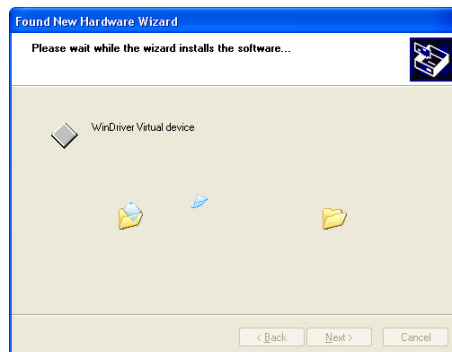 Found New Hardware Wizard
Please wait while the wizard installs the software...
WinDriver Virtual device
< Back
Next >
Cancel